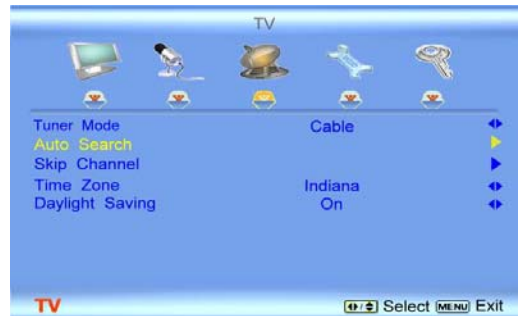 TV
Tuner Mode Cable
Auto Search
Skip Channel
Time Zone Indiana
Daylight Saving On
TV Select MENU Exit